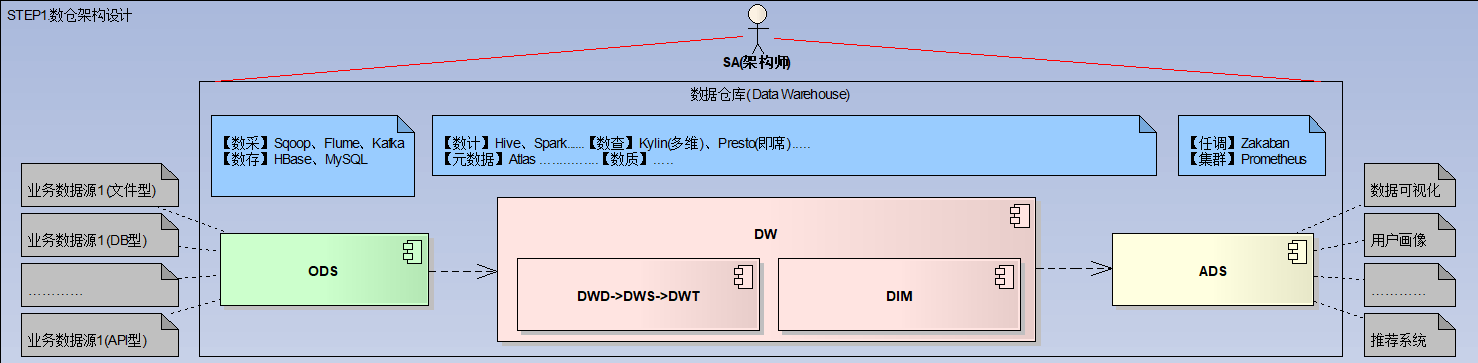 STEP1数仓架构设计
SA(架构师)
数据仓库(Data Warehouse)
【数采】Sqoop、Flume、Kafka
【数存】HBase、MySQL
【数计】Hive、Spark......【数查】Kylin(多维)、Presto(即席)......
【元数据】Atlas ..................【数质】......
【任调】Zakaban
【集群】Prometheus
业务数据源1(文件型)
业务数据源1(DB型)
…………
业务数据源1(API型)
ODS
DW
DWD->DWS->DWT
DIM
ADS
数据可视化
用户画像
…………
推荐系统